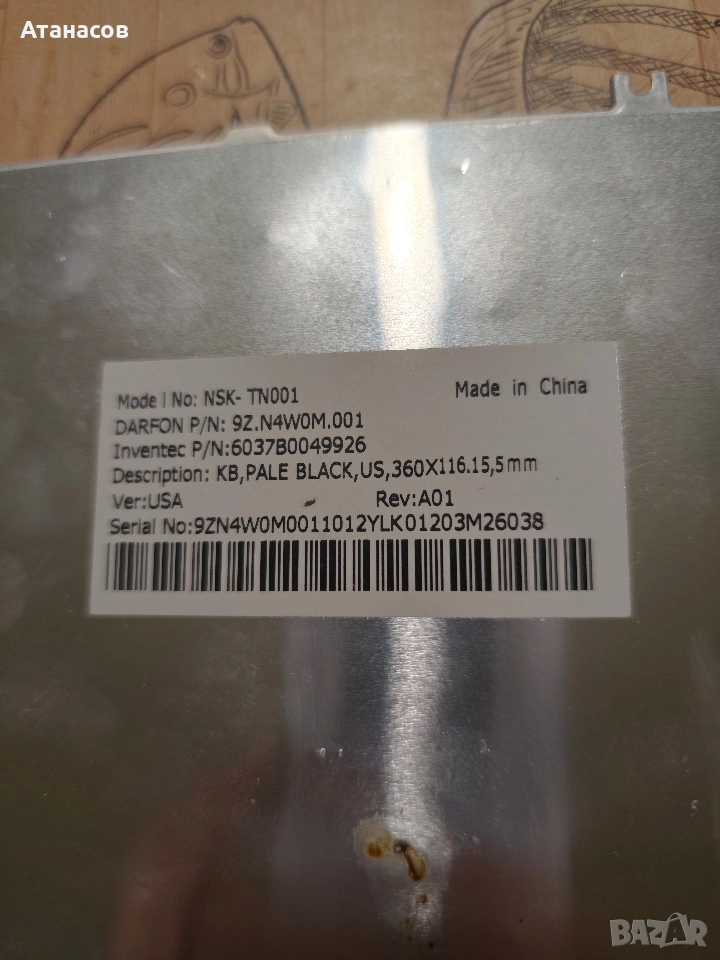 Атанасов
Model No: NSK- TN001
Made in China
DARFON P/N: 9Z.N4W0M.001
Inventec P/N:6037B0049926
Description: KB,PALE BLACK,US,360X116.15,5mm
Ver:USA
Rev:A01
Serial No:9ZN4W0M0011012YLK01203M26038
BAZAR